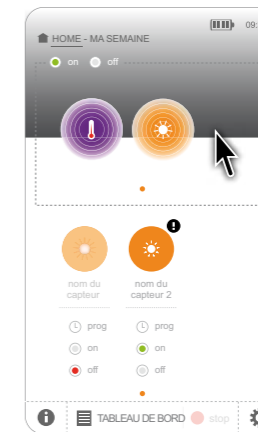 09:
HOME - MA SEMAINE
on off
nom du capteur
nom du capteur 2
prog prog
on on
off off
TABLEAU DE BORD stop